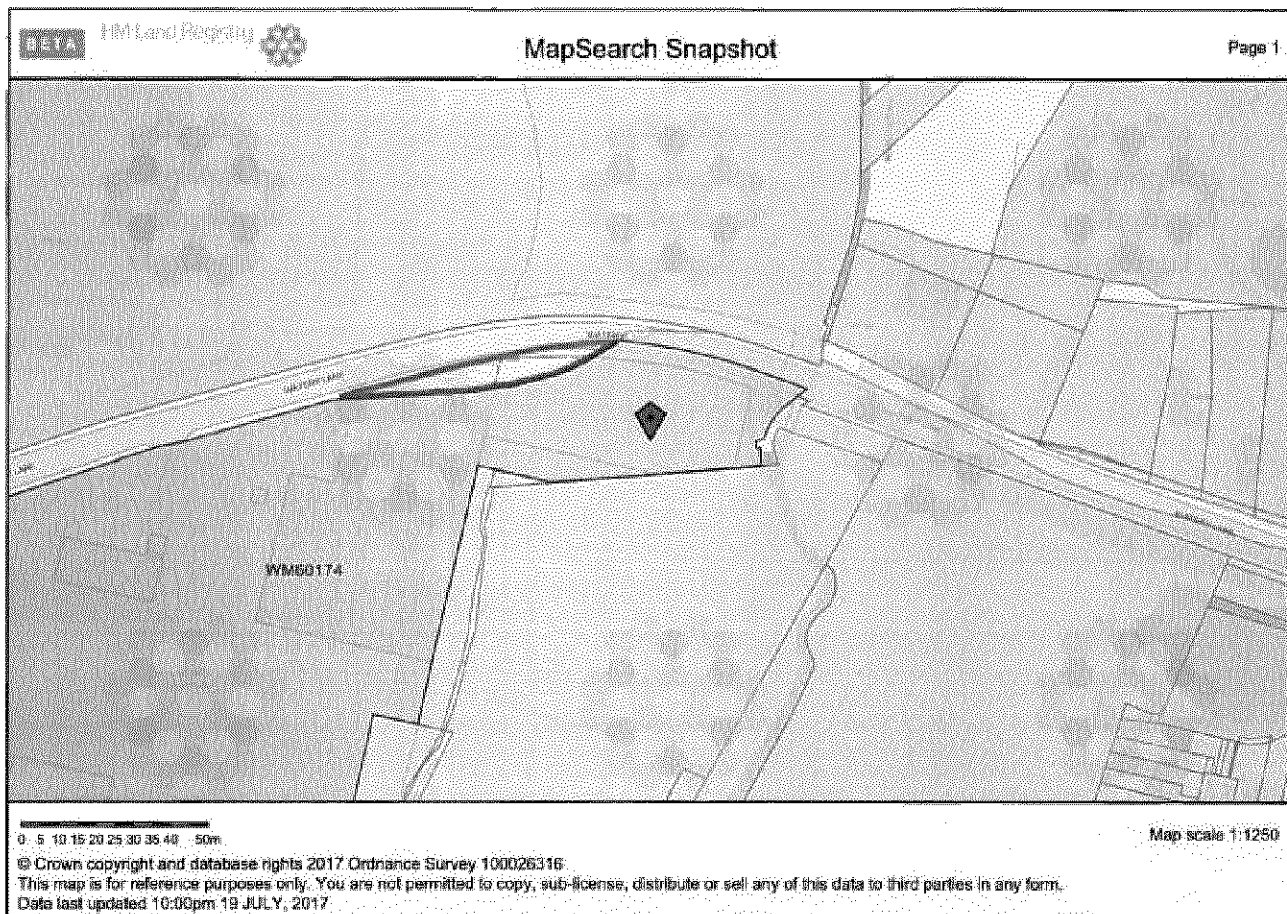 BETA
HM Land Registry
MapSearch Snapshot
Page 1
WM60174
0 5 10 15 20 25 30 35 40 50m
Map scale 1:1250
© Crown copyright and database rights 2017 Ordnance Survey 100026316
This map is for reference purposes only. You are not permitted to copy, sub-license, distribute or sell any of this data to third parties in any form.
Data last updated 10:00pm 19 JULY, 2017